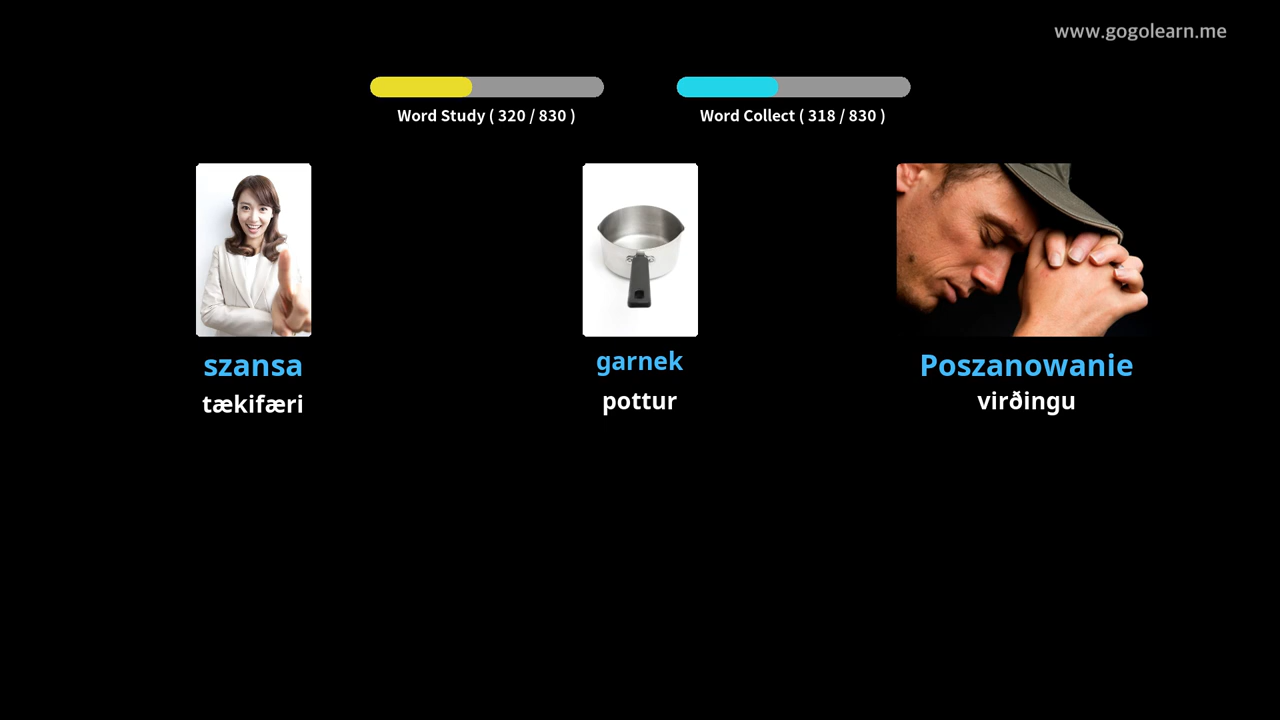 www.gogolearn.me
Word Study ( 320 / 830 )
Word Collect ( 318 / 830 )
szansa
tækifæri
garnek
pottur
Poszanowanie
virðingu